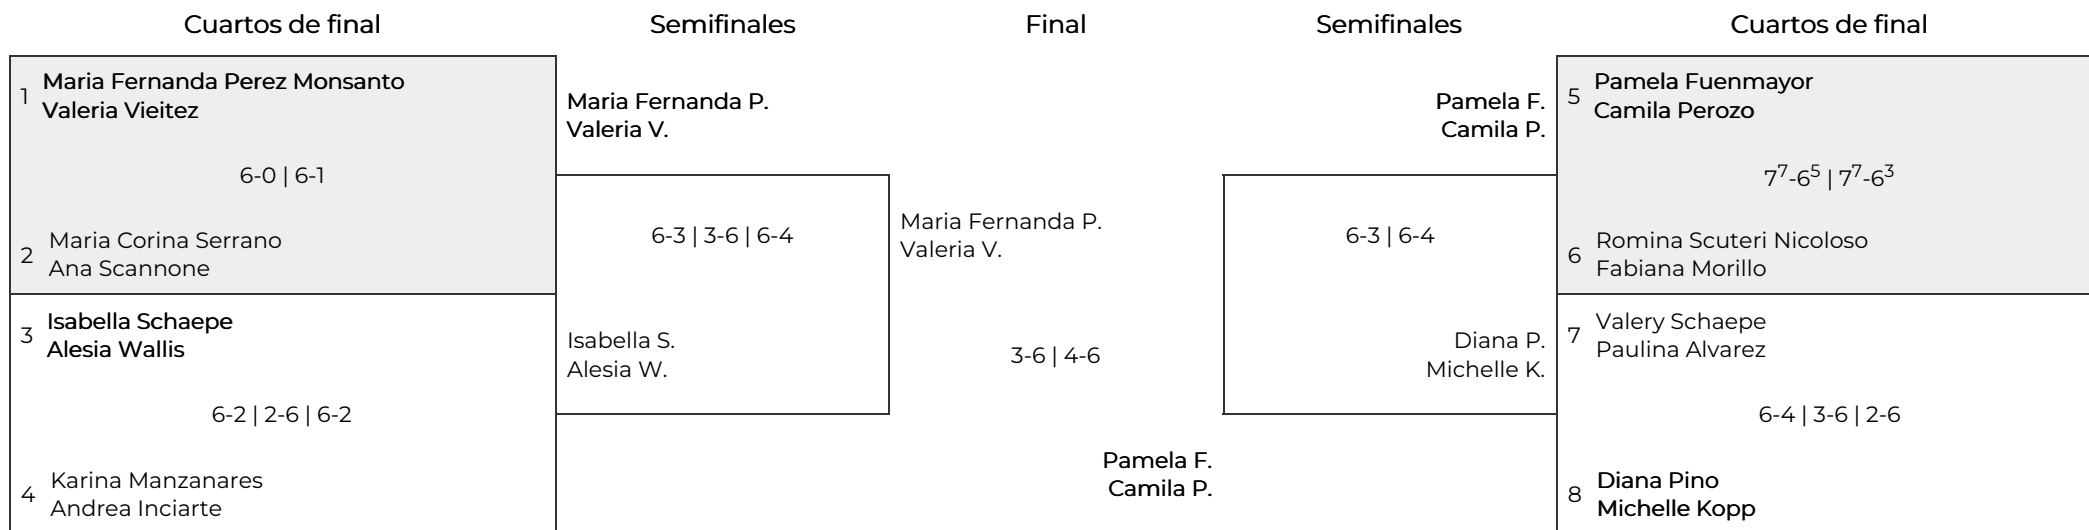 Cuartos de final
Semifinales
Final
Semifinales
Cuartos de final
1
Maria Fernanda Perez Monsanto
Valeria Vieitez
6-0 | 6-1
2
Maria Corina Serrano
Ana Scannone
3
Isabella Schaepe
Alesia Wallis
6-2 | 2-6 | 6-2
4
Karina Manzanares
Andrea Inciarte
Maria Fernanda P.
Valeria V.
6-3 | 3-6 | 6-4
Isabella S.
Alesia W.
Maria Fernanda P.
Valeria V.
3-6 | 4-6
Pamela F.
Camila P.
Pamela F.
Camila P.
6-3 | 6-4
Diana P.
Michelle K.
5
Pamela Fuenmayor
Camila Perozo
7⁷-6⁵ | 7⁷-6³
6
Romina Scuteri Nicoloso
Fabiana Morillo
7
Valery Schaepe
Paulina Alvarez
6-4 | 3-6 | 2-6
8
Diana Pino
Michelle Kopp